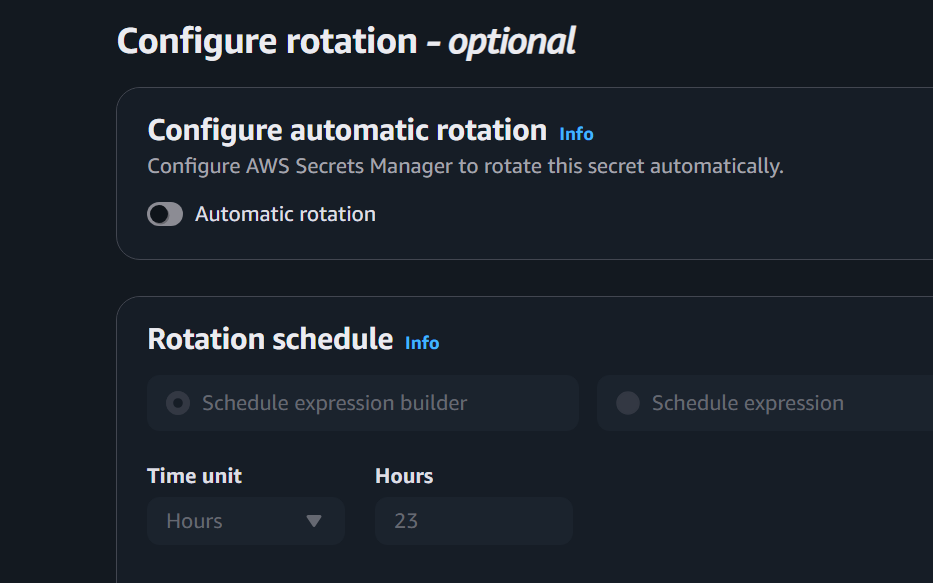 Configure rotation - optional
Configure automatic rotation Info
Configure AWS Secrets Manager to rotate this secret automatically.
Automatic rotation
Rotation schedule Info
Schedule expression builder Schedule expression
Time unit Hours
Hours 23